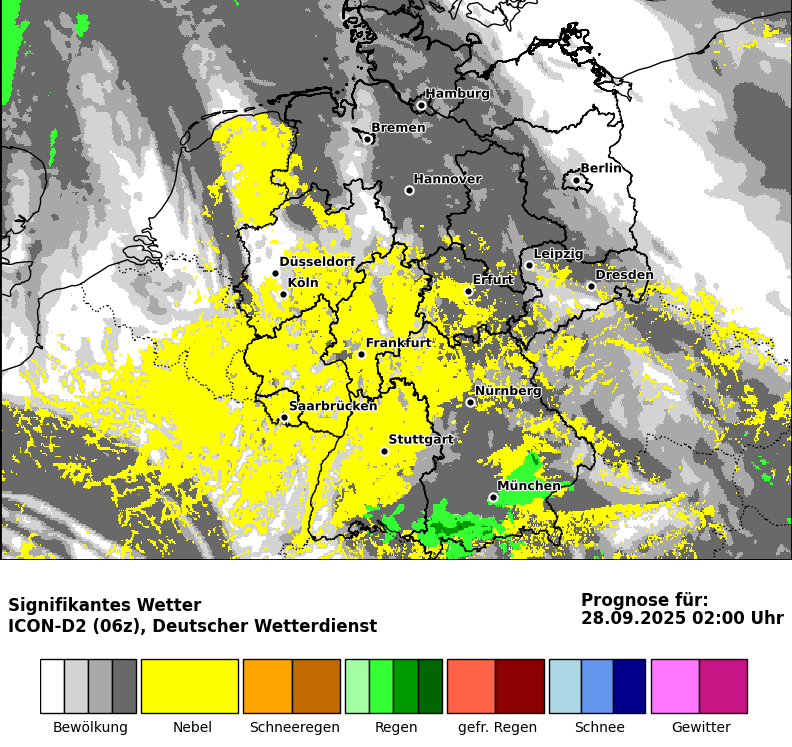 Hamburg
Bremen
Berlin
Hannover
Leipzig
Düsseldorf
Dresden
Köln
Erfurt
Frankfurt
Nürnberg
Saarbrücken
Stuttgart
München
Signifikantes Wetter
ICON-D2 (06z), Deutscher Wetterdienst
Prognose für:
28.09.2025 02:00 Uhr
Bewölkung Nebel Schneeregen Regen gefr. Regen Schnee Gewitter